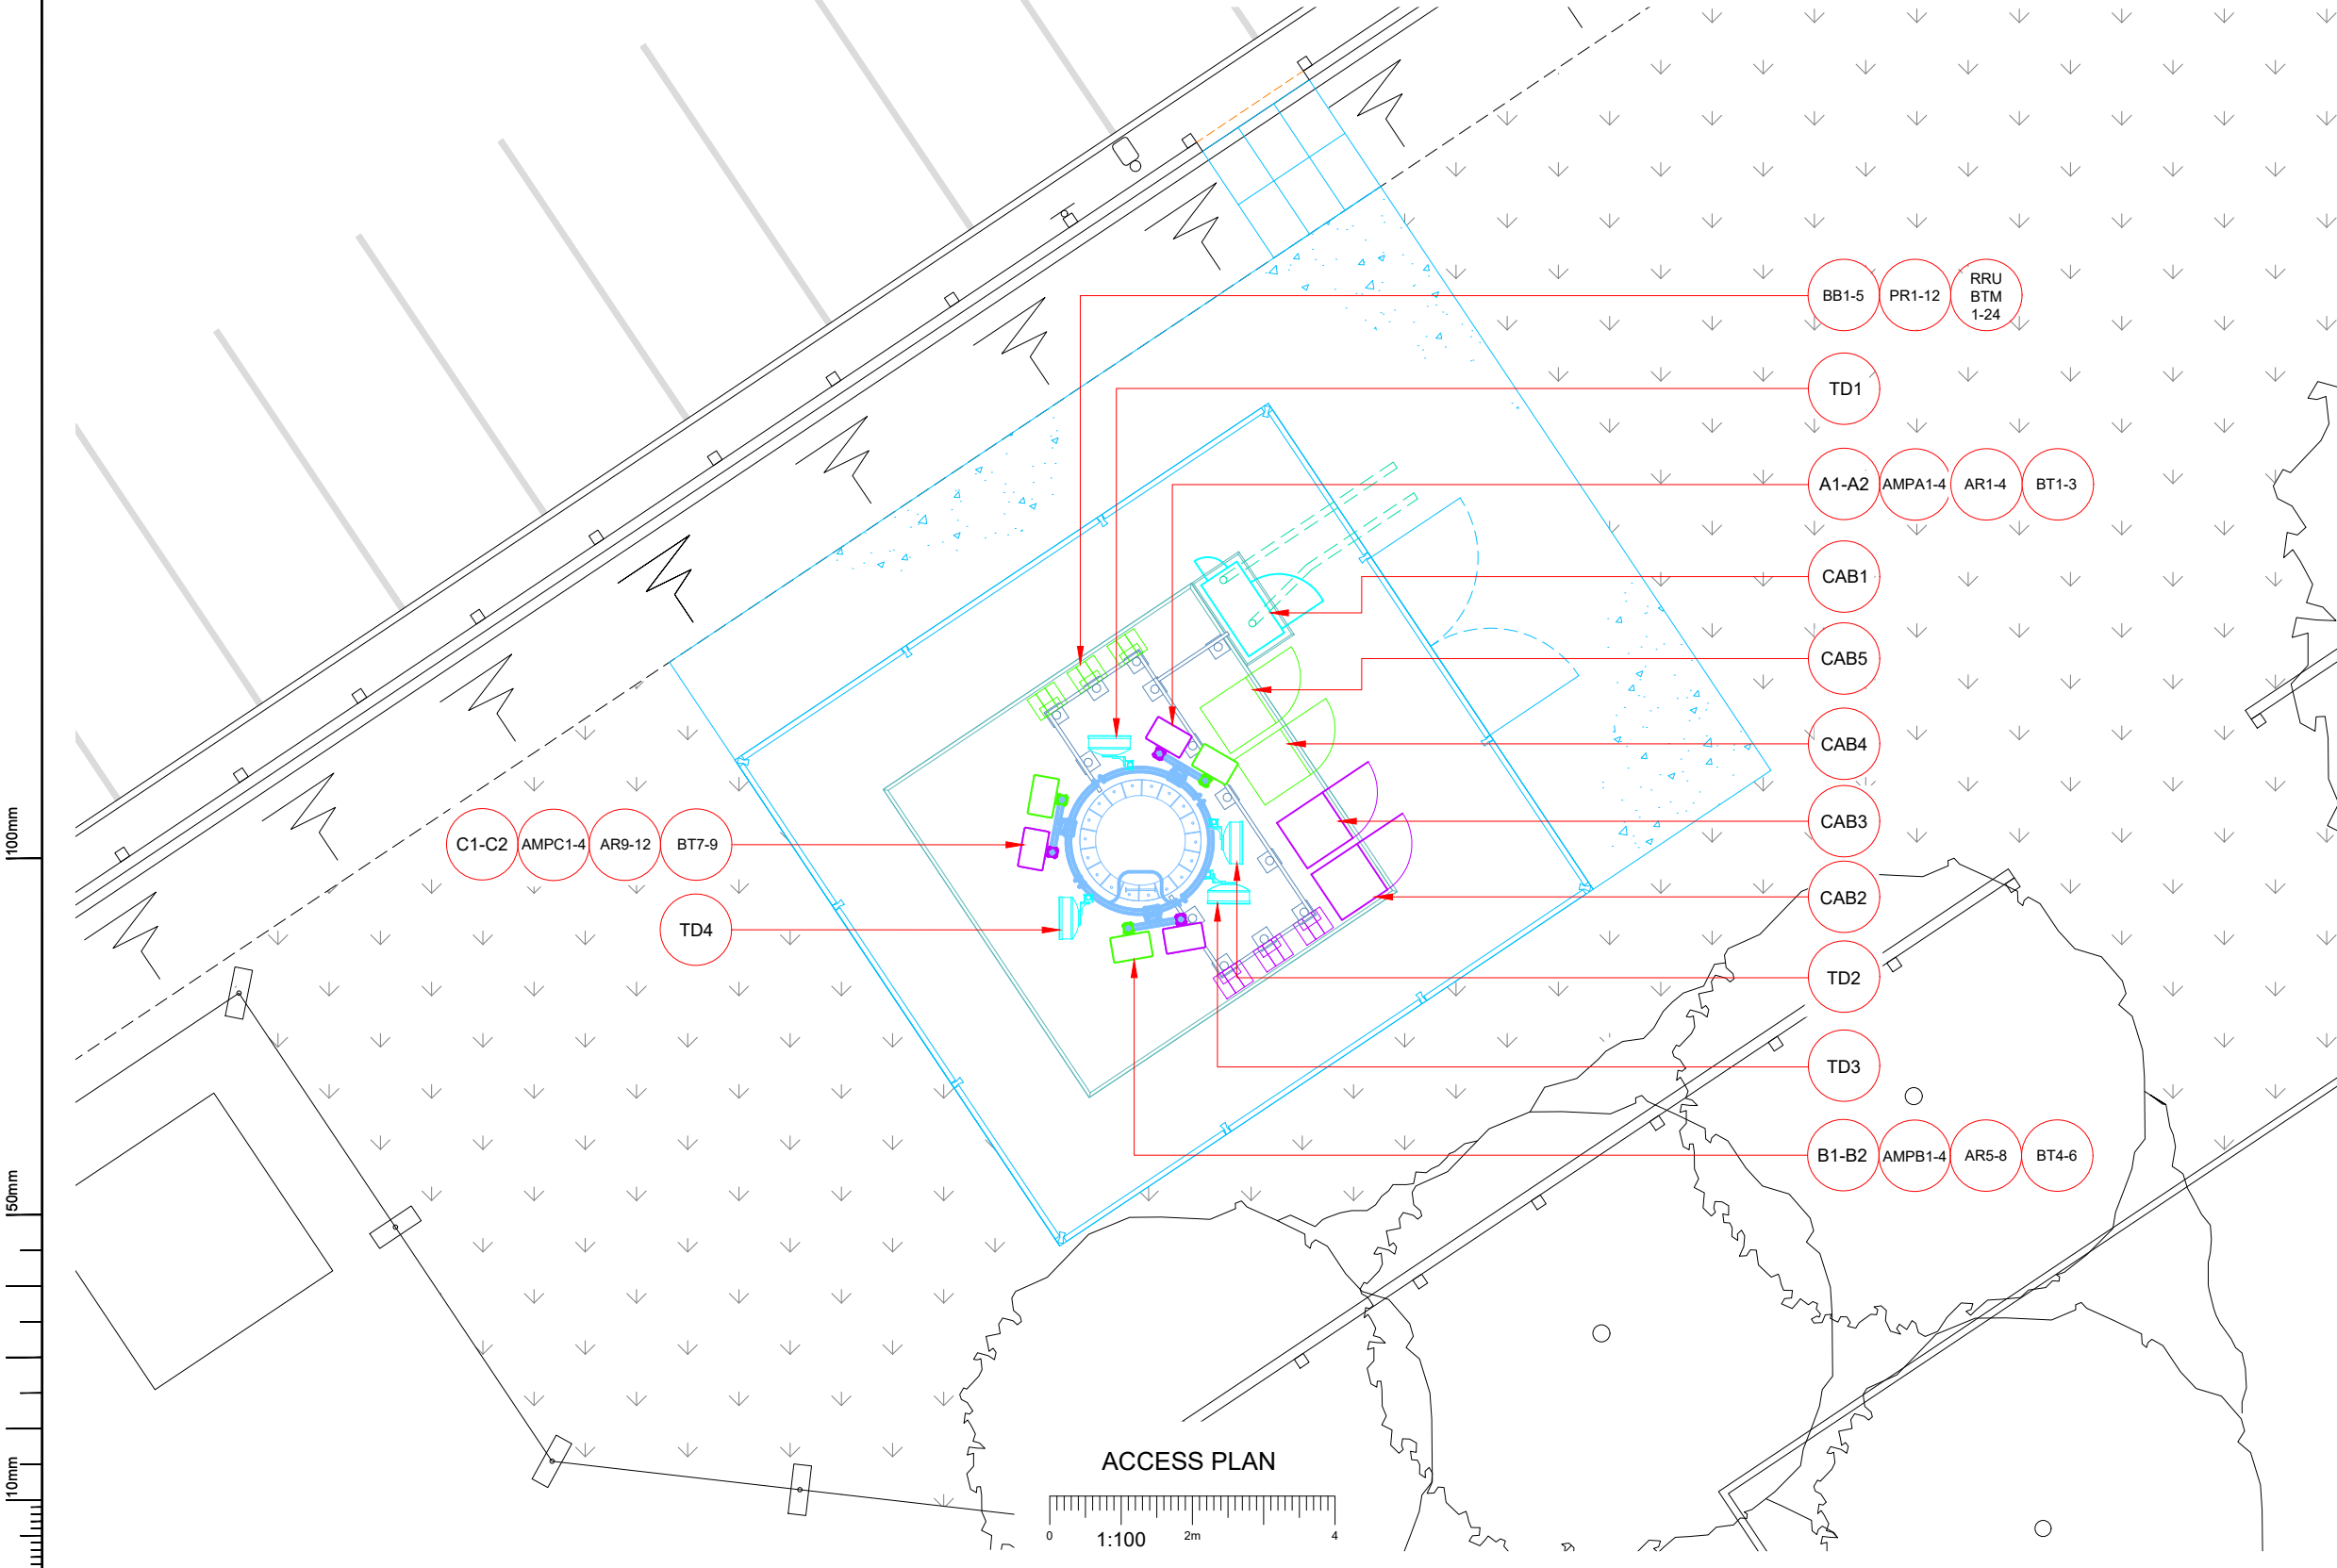 BB1-5 PR1-12 RRU
BTM
1-24
TD1
A1-A2 AMPA1-4 AR1-4 BT1-3
CAB1
CAB5
CAB4
CAB3
C1-C2 AMPC1-4 AR9-12 BT7-9
CAB2
TD4
TD2
TD3
B1-B2 AMPB1-4 AR5-8 BT4-6
100mm
50mm
10mm
ACCESS PLAN
0 2m 4
1:100